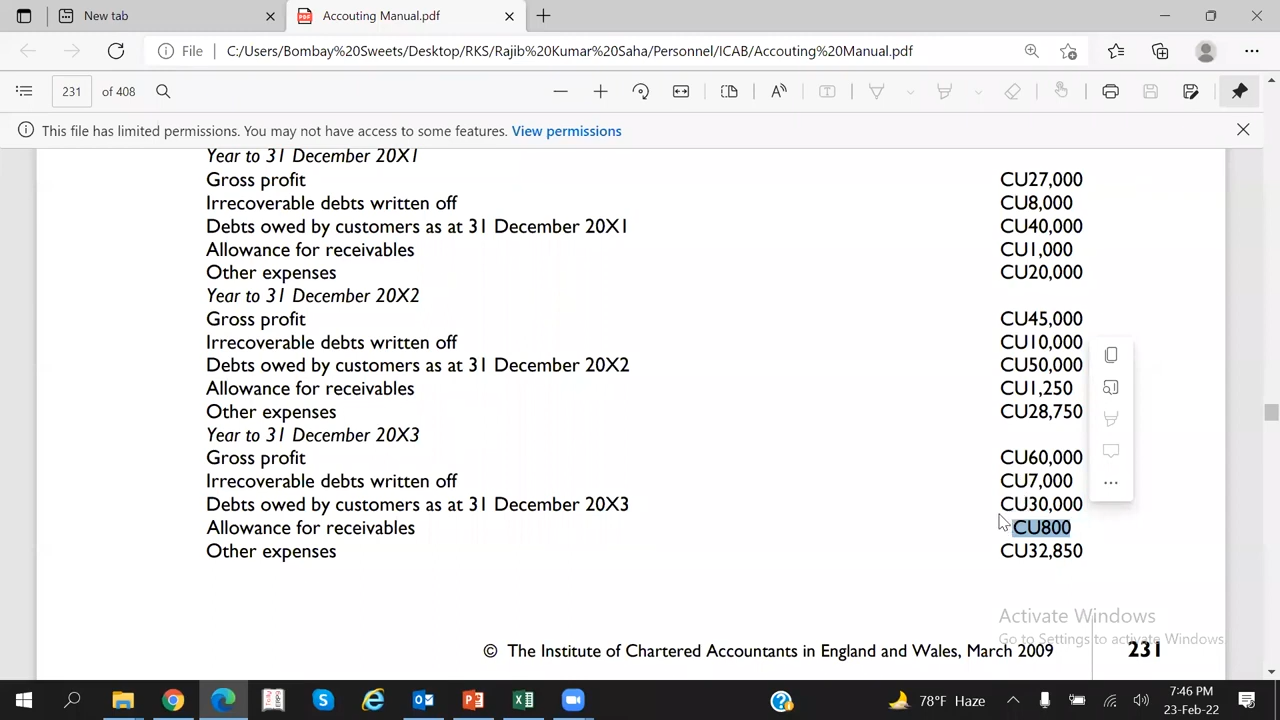 New tab
Accouting Manual.pdf
File
C:/Users/Bombay%20Sweets/Desktop/RKS/Rajib%20Kumar%20Saha/Personnel/ICAB/Accouting%20Manual.pdf
231 of 408
This file has limited permissions. You may not have access to some features. View permissions
Year to 31 December 20X1
Gross profit CU27,000
Irrecoverable debts written off CU8,000
Debts owed by customers as at 31 December 20X1 CU40,000
Allowance for receivables CU1,000
Other expenses CU20,000
Year to 31 December 20X2
Gross profit CU45,000
Irrecoverable debts written off CU10,000
Debts owed by customers as at 31 December 20X2 CU50,000
Allowance for receivables CU1,250
Other expenses CU28,750
Year to 31 December 20X3
Gross profit CU60,000
Irrecoverable debts written off CU7,000
Debts owed by customers as at 31 December 20X3 CU30,000
Allowance for receivables CU800
Other expenses CU32,850
Activate Windows
Go to Settings to activate Windows.
© The Institute of Chartered Accountants in England and Wales, March 2009 231
78°F Haze
7:46 PM
23-Feb-22